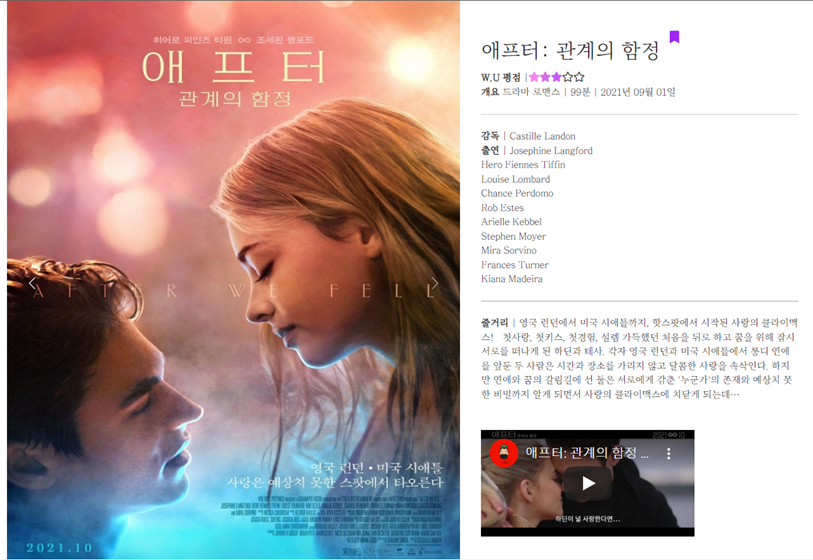 히어로 파인즈 티핀 ∞ 조세핀 랭포드
애프터
관계의 함정
AFTER WE FELL
영국 런던 • 미국 시애틀
사랑은 예상치 못한 스팟에서 타오른다
2021.10
애프터: 관계의 함정
W.U 평점 | ★★★☆☆
개요 드라마 로맨스 | 99분 | 2021년 09월 01일
감독 | Castille Landon
출연 | Josephine Langford
Hero Fiennes Tiffin
Louise Lombard
Chance Perdomo
Rob Estes
Arielle Kebbel
Stephen Moyer
Mira Sorvino
Frances Turner
Kiana Madeira
줄거리 | 영국 런던에서 미국 시애틀까지, 핫스팟에서 시작된 사랑의 클라이맥
스! 첫사랑, 첫키스, 첫경험, 설렘 가득했던 처음을 뒤로 하고 꿈을 위해 잠시
서로를 떠나게 된 하딘과 테사. 각자 영국 런던과 미국 시애틀에서 롱디 연애
를 앞둔 두 사람은 시간과 장소를 가리지 않고 달콤한 사랑을 속삭인다. 하지
만 연애와 꿈의 갈림길에 선 둘은 서로에게 감춘 '누군가'의 존재와 예상치 못
한 비밀까지 알게 되면서 사랑의 클라이맥스에 치닫게 되는데…
애프터
2021∞10
애프터: 관계의 함정 ...
하딘이 널 사랑한다면...